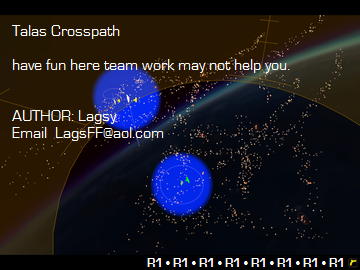 Talas Crosspath
have fun here team work may not help you.
AUTHOR: Lagsy
Email  LagsFF@aol.com
R1 • R1 • R1 • R1 • R1 • R1 • R1 • R1 r